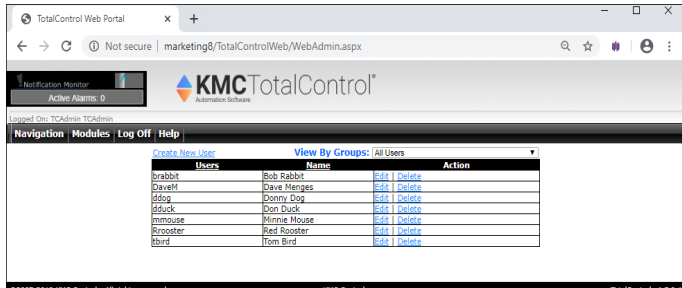 TotalControl Web Portal
Not secure | marketing8/TotalControlWeb/WebAdmin.aspx
Notification Monitor
Active Alarms: 0
KMC TotalControl
Automation Software
Logged On: TCAdmin TCAdmin
Navigation Modules Log Off Help
Create New User View By Groups: All Users
Users Name Action
brabbit Bob Rabbit Edit | Delete
DaveM Dave Menges Edit | Delete
ddog Donny Dog Edit | Delete
dduck Don Duck Edit | Delete
mmouse Minnie Mouse Edit | Delete
Rrooster Red Rooster Edit | Delete
tbird Tom Bird Edit | Delete